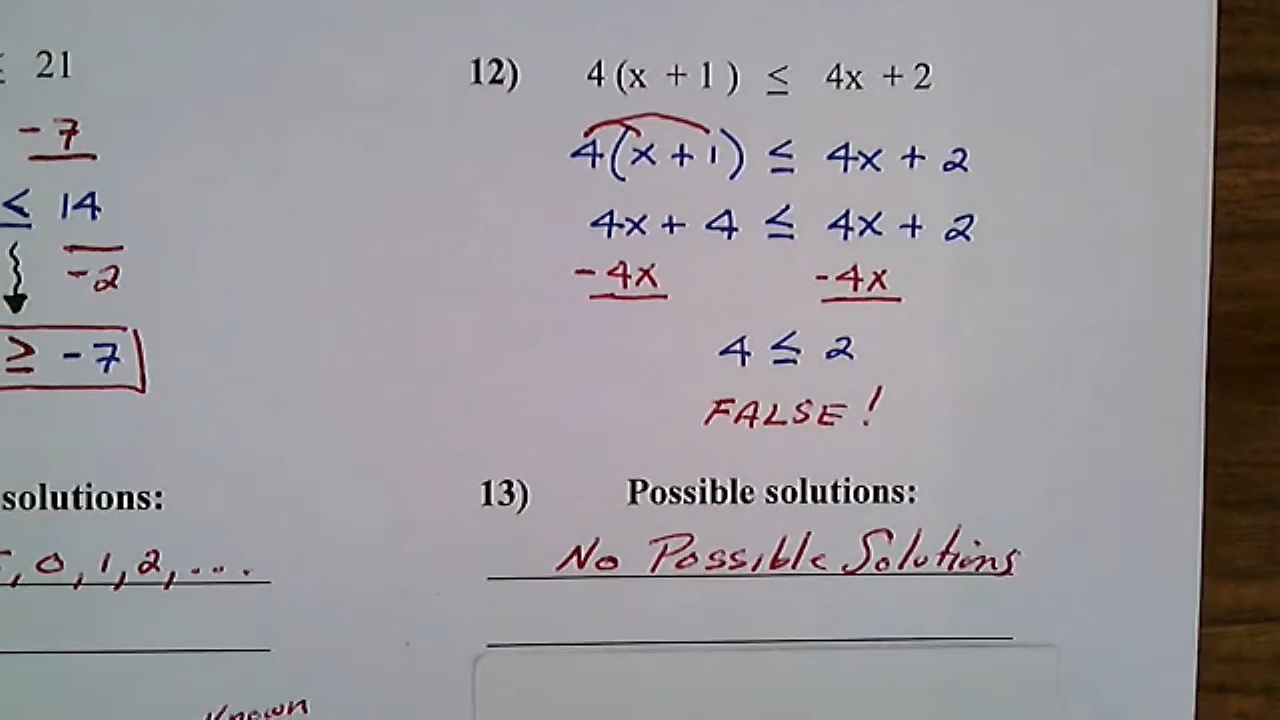 ≤ 21
- 7
≤ 14
-2
≥ -7
solutions:
, 0, 1, 2, ...
Known
12) 4 (x + 1 ) ≤ 4x + 2
4(x + 1) ≤ 4x + 2
4x + 4 ≤ 4x + 2
- 4x - 4x
4 ≤ 2
FALSE!
13) Possible solutions:
No Possible Solutions